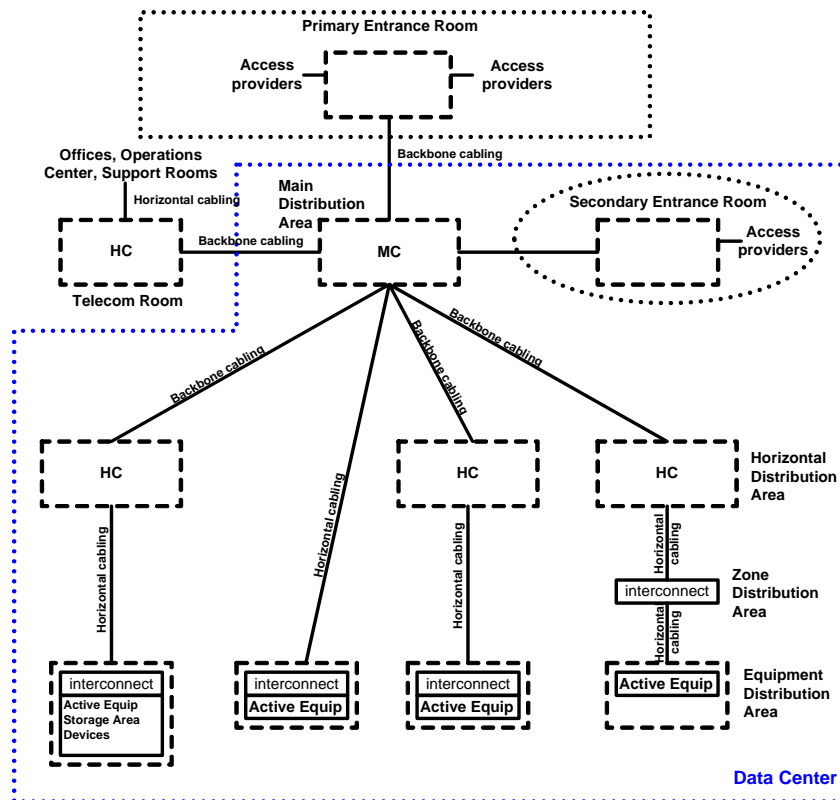 Primary Entrance Room
Access
providers
Access
providers
Backbone cabling
Offices, Operations
Center, Support Rooms
Horizontal cabling
Main
Distribution
Area
Secondary Entrance Room
HC
Backbone cabling
MC
Access
providers
Telecom Room
Backbone cabling
Backbone cabling
Backbone cabling
HC
HC
HC
Horizontal
Distribution
Area
Horizontal cabling
Horizontal cabling
Horizontal cabling
Horizontal
cabling
interconnect
Zone
Distribution
Area
Horizontal
cabling
interconnect
Active Equip
Storage Area
Devices
interconnect
Active Equip
interconnect
Active Equip
Active Equip
Equipment
Distribution
Area
Data Center